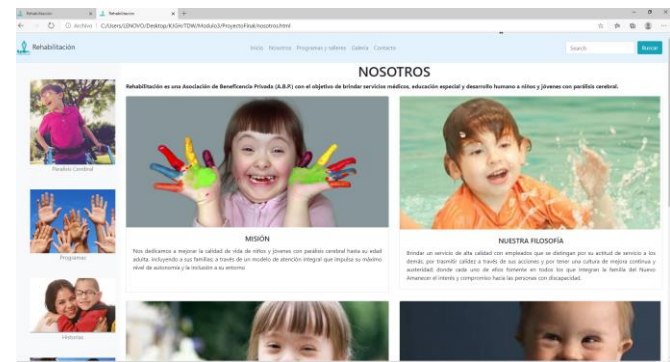 Rehabilitación
Rehabilitación
Archivo
C:/Users/LENOVO/Desktop/KJGH/TDW/Modulo3/ProyectoFinal/nosotros.html
Rehabilitación
Inicio Nosotros Programas y talleres Galería Contacto
Search
Buscar
NOSOTROS
Rehabilitación es una Asociación de Beneficencia Privada (A.B.P.) con el objetivo de brindar servicios médicos, educación especial y desarrollo humano a niños y jóvenes con parálisis cerebral.
Parálisis Cerebral
Programas
Historias
MISIÓN
Nos dedicamos a mejorar la calidad de vida de niños y jóvenes con parálisis cerebral hasta su edad
adulta, incluyendo a sus familias; a través de un modelo de atención integral que impulsa su máximo
nivel de autonomía y la inclusión a su entorno
NUESTRA FILOSOFÍA
Brindar un servicio de alta calidad con empleados que se distingan por su actitud de servicio a los
demás, por trasmitir calidez a través de sus acciones y por tener una cultura de mejora continua y
austeridad; donde cada uno de ellos fomente en todos los que integran la familia del Nuevo
Amanecer el interés y compromiso hacia las personas con discapacidad.